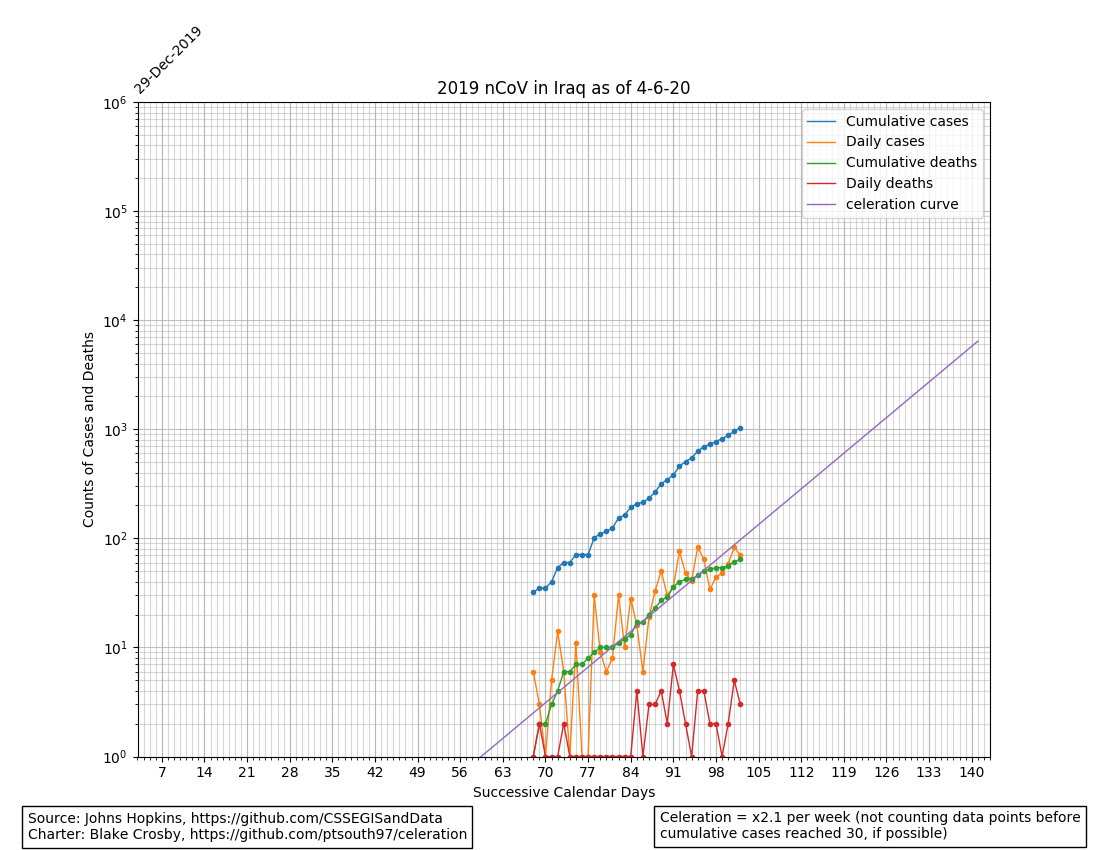 29-Dec-2019
2019 nCoV in Iraq as of 4-6-20
Counts of Cases and Deaths
10^6
10^5
10^4
10^3
10^2
10^1
10^0
Cumulative cases
Daily cases
Cumulative deaths
Daily deaths
celeration curve
7 14 21 28 35 42 49 56 63 70 77 84 91 98 105 112 119 126 133 140
Successive Calendar Days
Source: Johns Hopkins, https://github.com/CSSEGISandData
Charter: Blake Crosby, https://github.com/ptsouth97/celeration
Celeration = x2.1 per week (not counting data points before
cumulative cases reached 30, if possible)